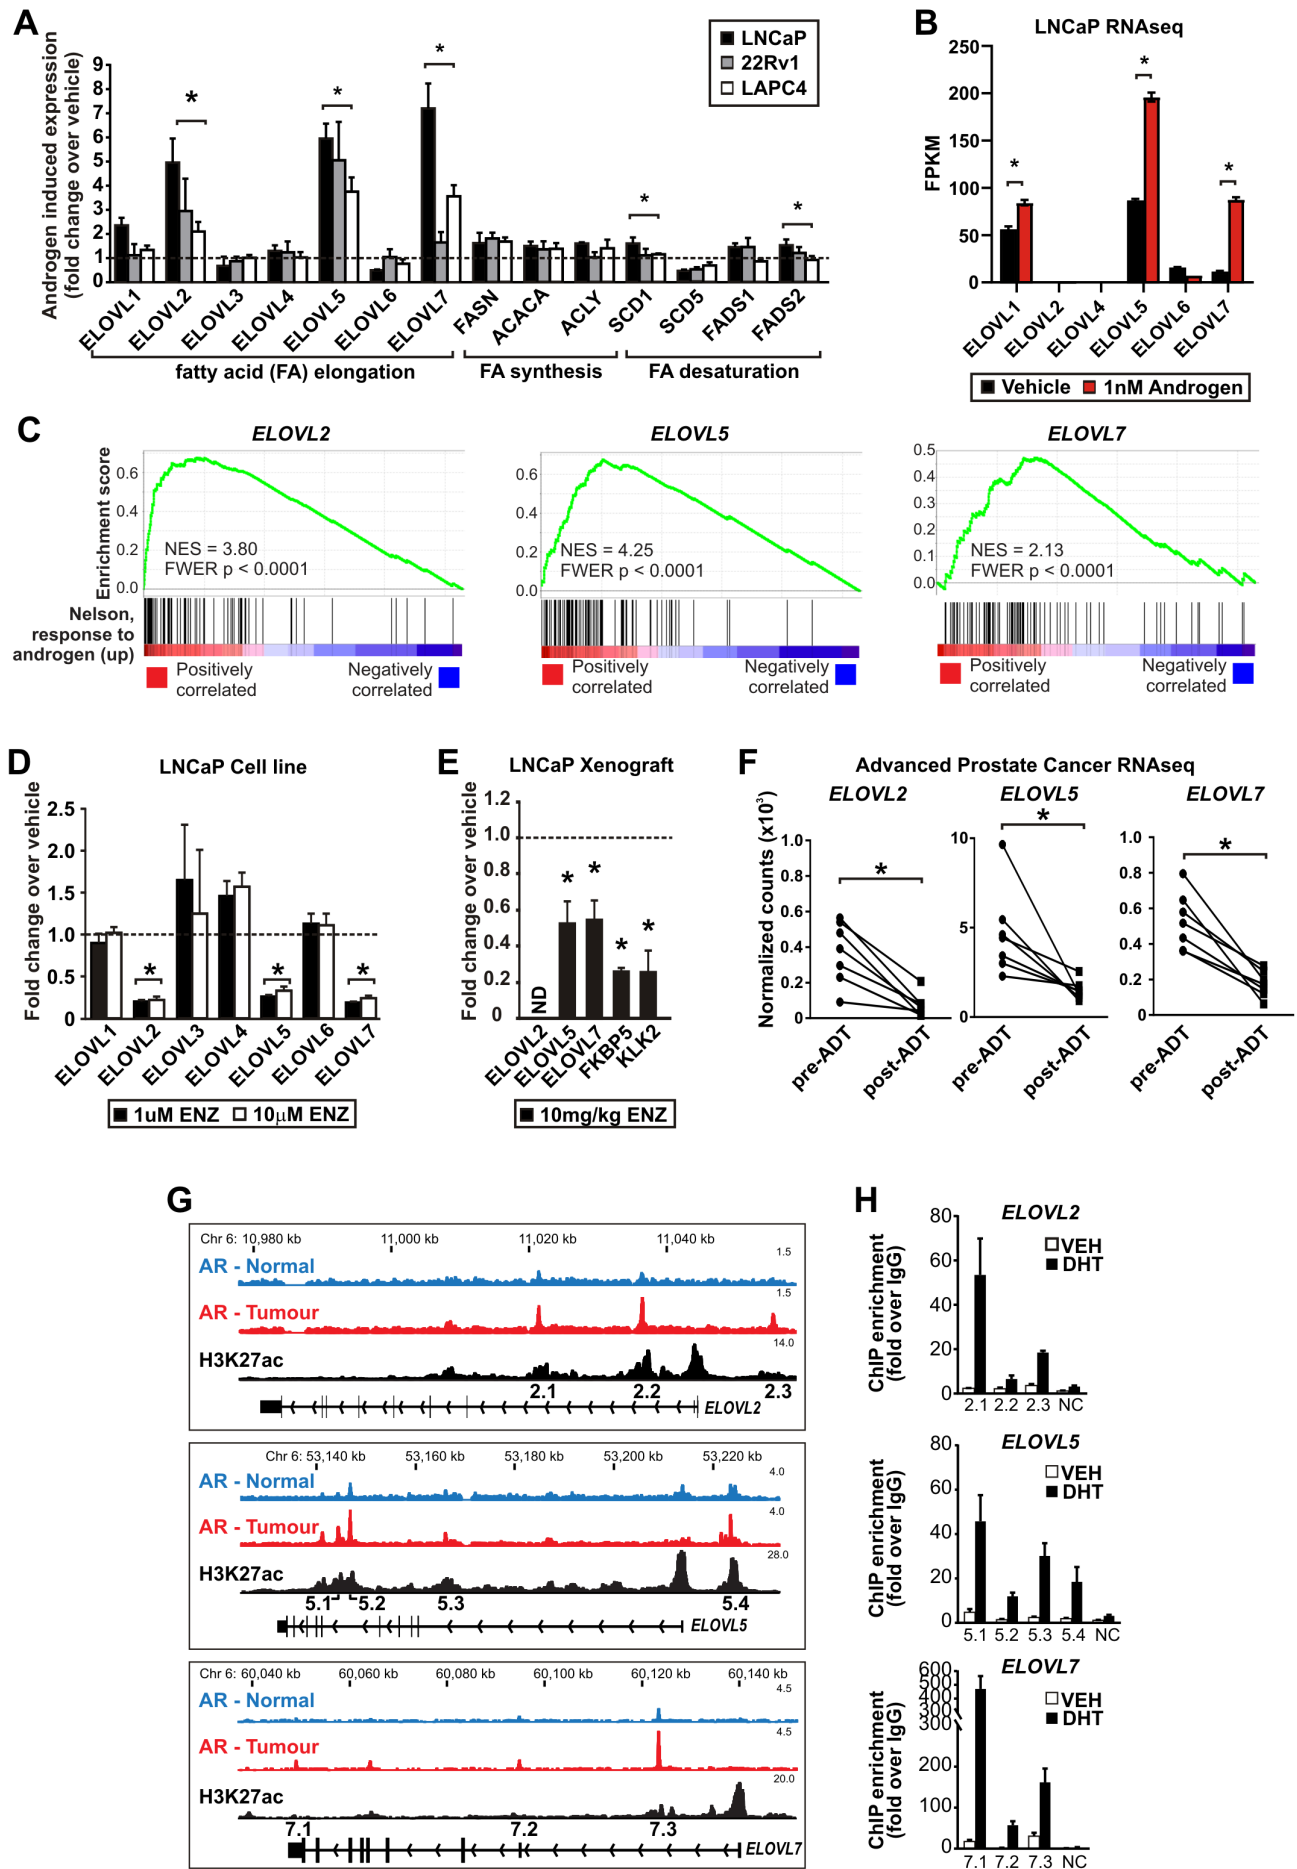 A
Androgen induced expression
(fold change over vehicle)
9
8
7
6
5
4
3
2
1
0
*
*
*
*
*
LNCaP
22Rv1
LAPC4
ELOVL1
ELOVL2
ELOVL3
ELOVL4
ELOVL5
ELOVL6
ELOVL7
FASN
ACACA
ACLY
SCD1
SCD5
FADS1
FADS2
fatty acid (FA) elongation
FA synthesis
FA desaturation
B
LNCaP RNAseq
FPKM
250
200
150
100
50
0
*
*
*
ELOVL1
ELOVL2
ELOVL4
ELOVL5
ELOVL6
ELOVL7
Vehicle
1nM Androgen
C
Enrichment score
ELOVL2
0.6
0.4
0.2
0.0
NES = 3.80
FWER p < 0.0001
Nelson,
response to
androgen (up)
Positively
correlated
Negatively
correlated
ELOVL5
0.6
0.4
0.2
0.0
NES = 4.25
FWER p < 0.0001
Positively
correlated
Negatively
correlated
ELOVL7
0.5
0.4
0.3
0.2
0.1
0.0
NES = 2.13
FWER p < 0.0001
Positively
correlated
Negatively
correlated
D
LNCaP Cell line
Fold change over vehicle
2.5
2.0
1.5
1.0
0.5
0
*
*
*
ELOVL1
ELOVL2
ELOVL3
ELOVL4
ELOVL5
ELOVL6
ELOVL7
1uM ENZ
10µM ENZ
E
LNCaP Xenograft
Fold change over vehicle
1.2
1.0
0.8
0.6
0.4
0.2
0
ND
*
*
*
*
ELOVL2
ELOVL5
ELOVL7
FKBP5
KLK2
10mg/kg ENZ
F
Advanced Prostate Cancer RNAseq
Normalized counts (x10³)
ELOVL2
1.0
0.8
0.6
0.4
0.2
0
*
pre-ADT
post-ADT
ELOVL5
10
5
0
*
pre-ADT
post-ADT
ELOVL7
1.0
0.8
0.6
0.4
0.2
0
*
pre-ADT
post-ADT
G
Chr 6: 10,980 kb
11,000 kb
11,020 kb
11,040 kb
AR - Normal
1.5
AR - Tumour
1.5
H3K27ac
14.0
2.1
2.2
2.3
ELOVL2
Chr 6: 53,140 kb
53,160 kb
53,180 kb
53,200 kb
53,220 kb
AR - Normal
4.0
AR - Tumour
4.0
H3K27ac
28.0
5.1
5.2
5.3
5.4
ELOVL5
Chr 6: 60,040 kb
60,060 kb
60,080 kb
60,100 kb
60,120 kb
60,140 kb
AR - Normal
4.5
AR - Tumour
4.5
H3K27ac
20.0
7.1
7.2
7.3
ELOVL7
H
ELOVL2
ChIP enrichment
(fold over IgG)
80
60
40
20
0
VEH
DHT
2.1
2.2
2.3
NC
ELOVL5
ChIP enrichment
(fold over IgG)
80
60
40
20
0
VEH
DHT
5.1
5.2
5.3
5.4
NC
ELOVL7
ChIP enrichment
(fold over IgG)
600
500
400
300
300
200
100
0
VEH
DHT
7.1
7.2
7.3
NC